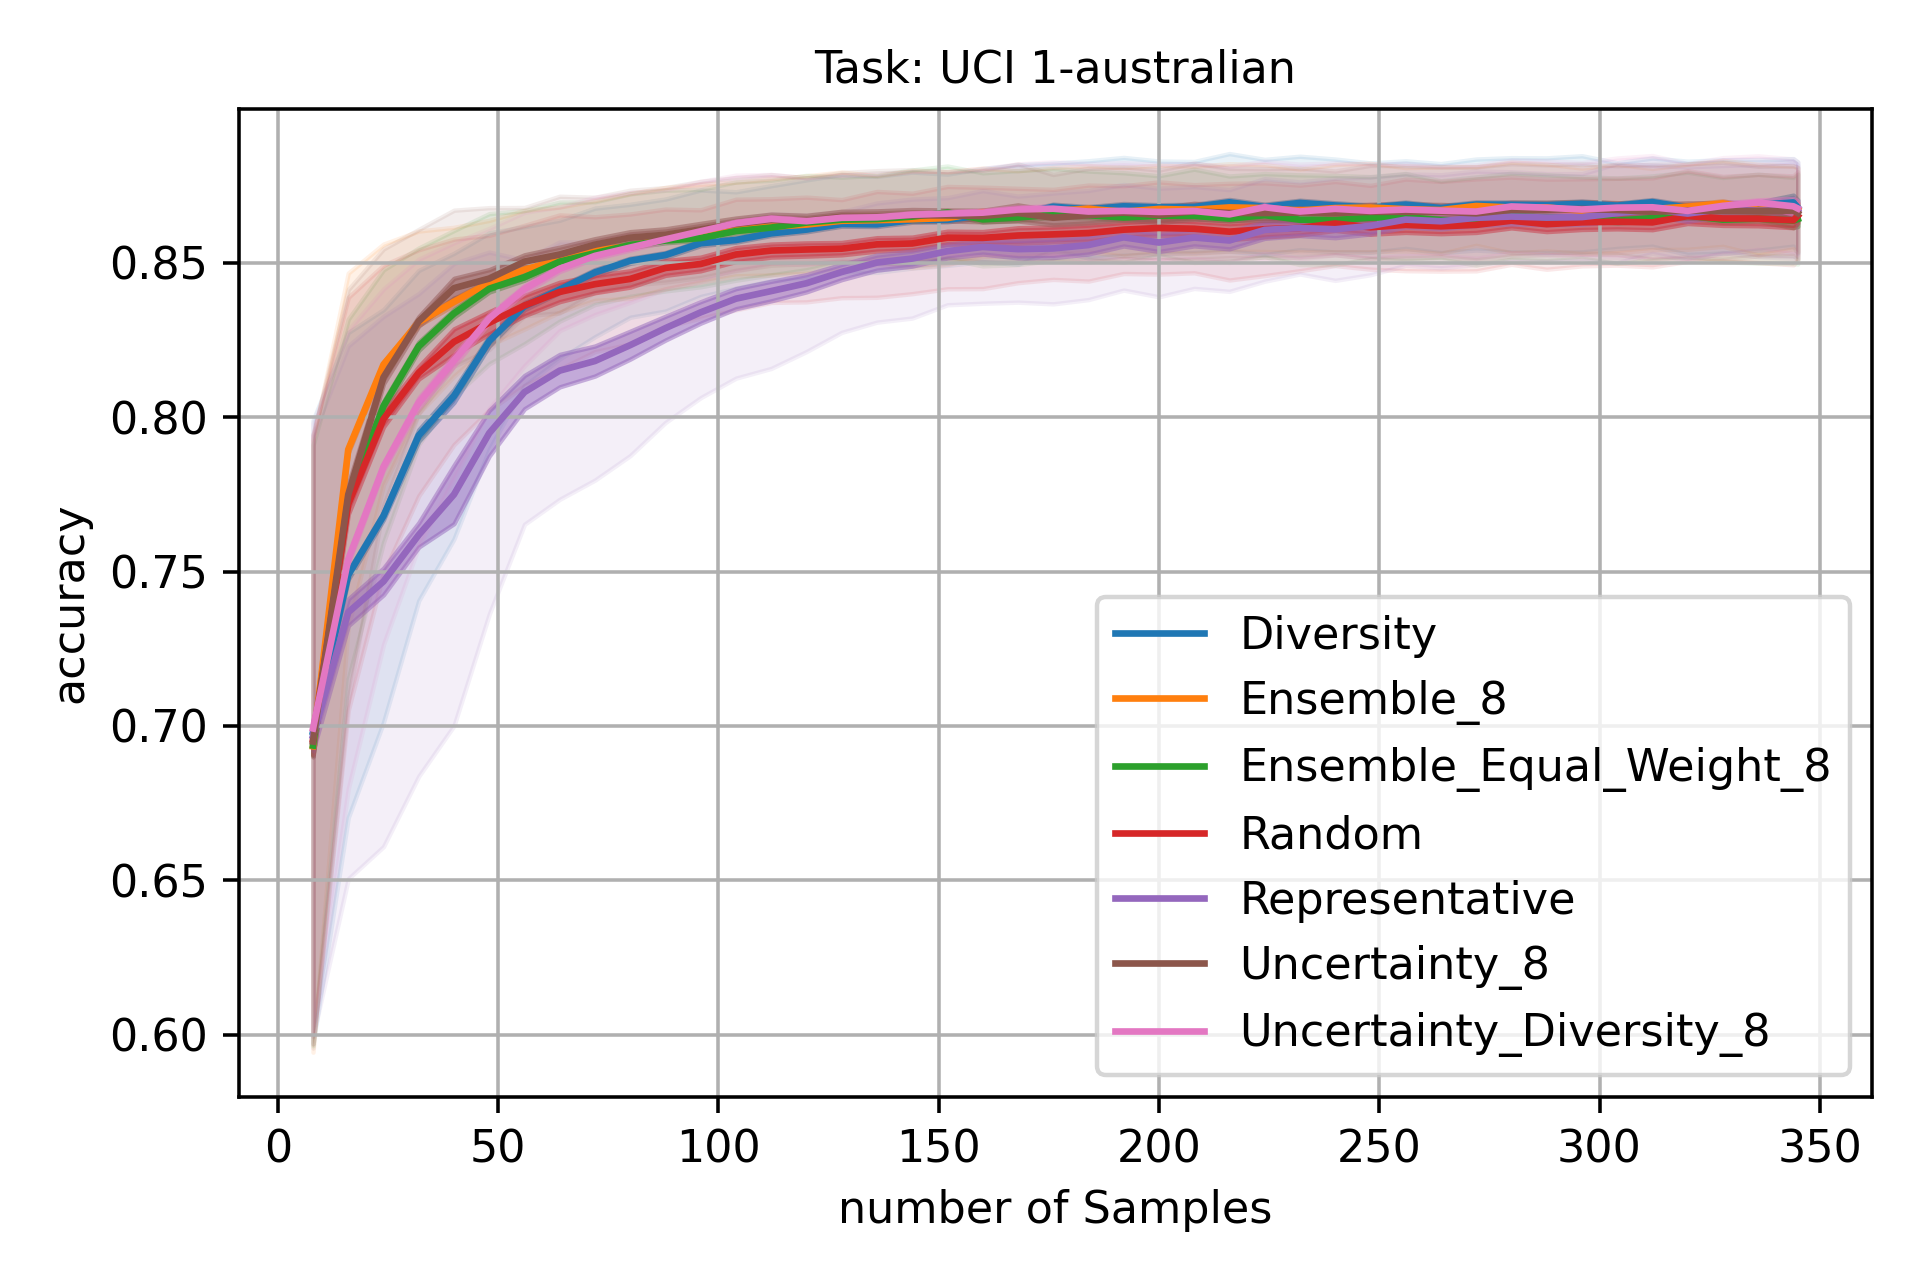 Task: UCI 1-australian
accuracy
0.85
0.80
0.75
0.70
0.65
0.60
Diversity
Ensemble_8
Ensemble_Equal_Weight_8
Random
Representative
Uncertainty_8
Uncertainty_Diversity_8
0 50 100 150 200 250 300 350
number of Samples